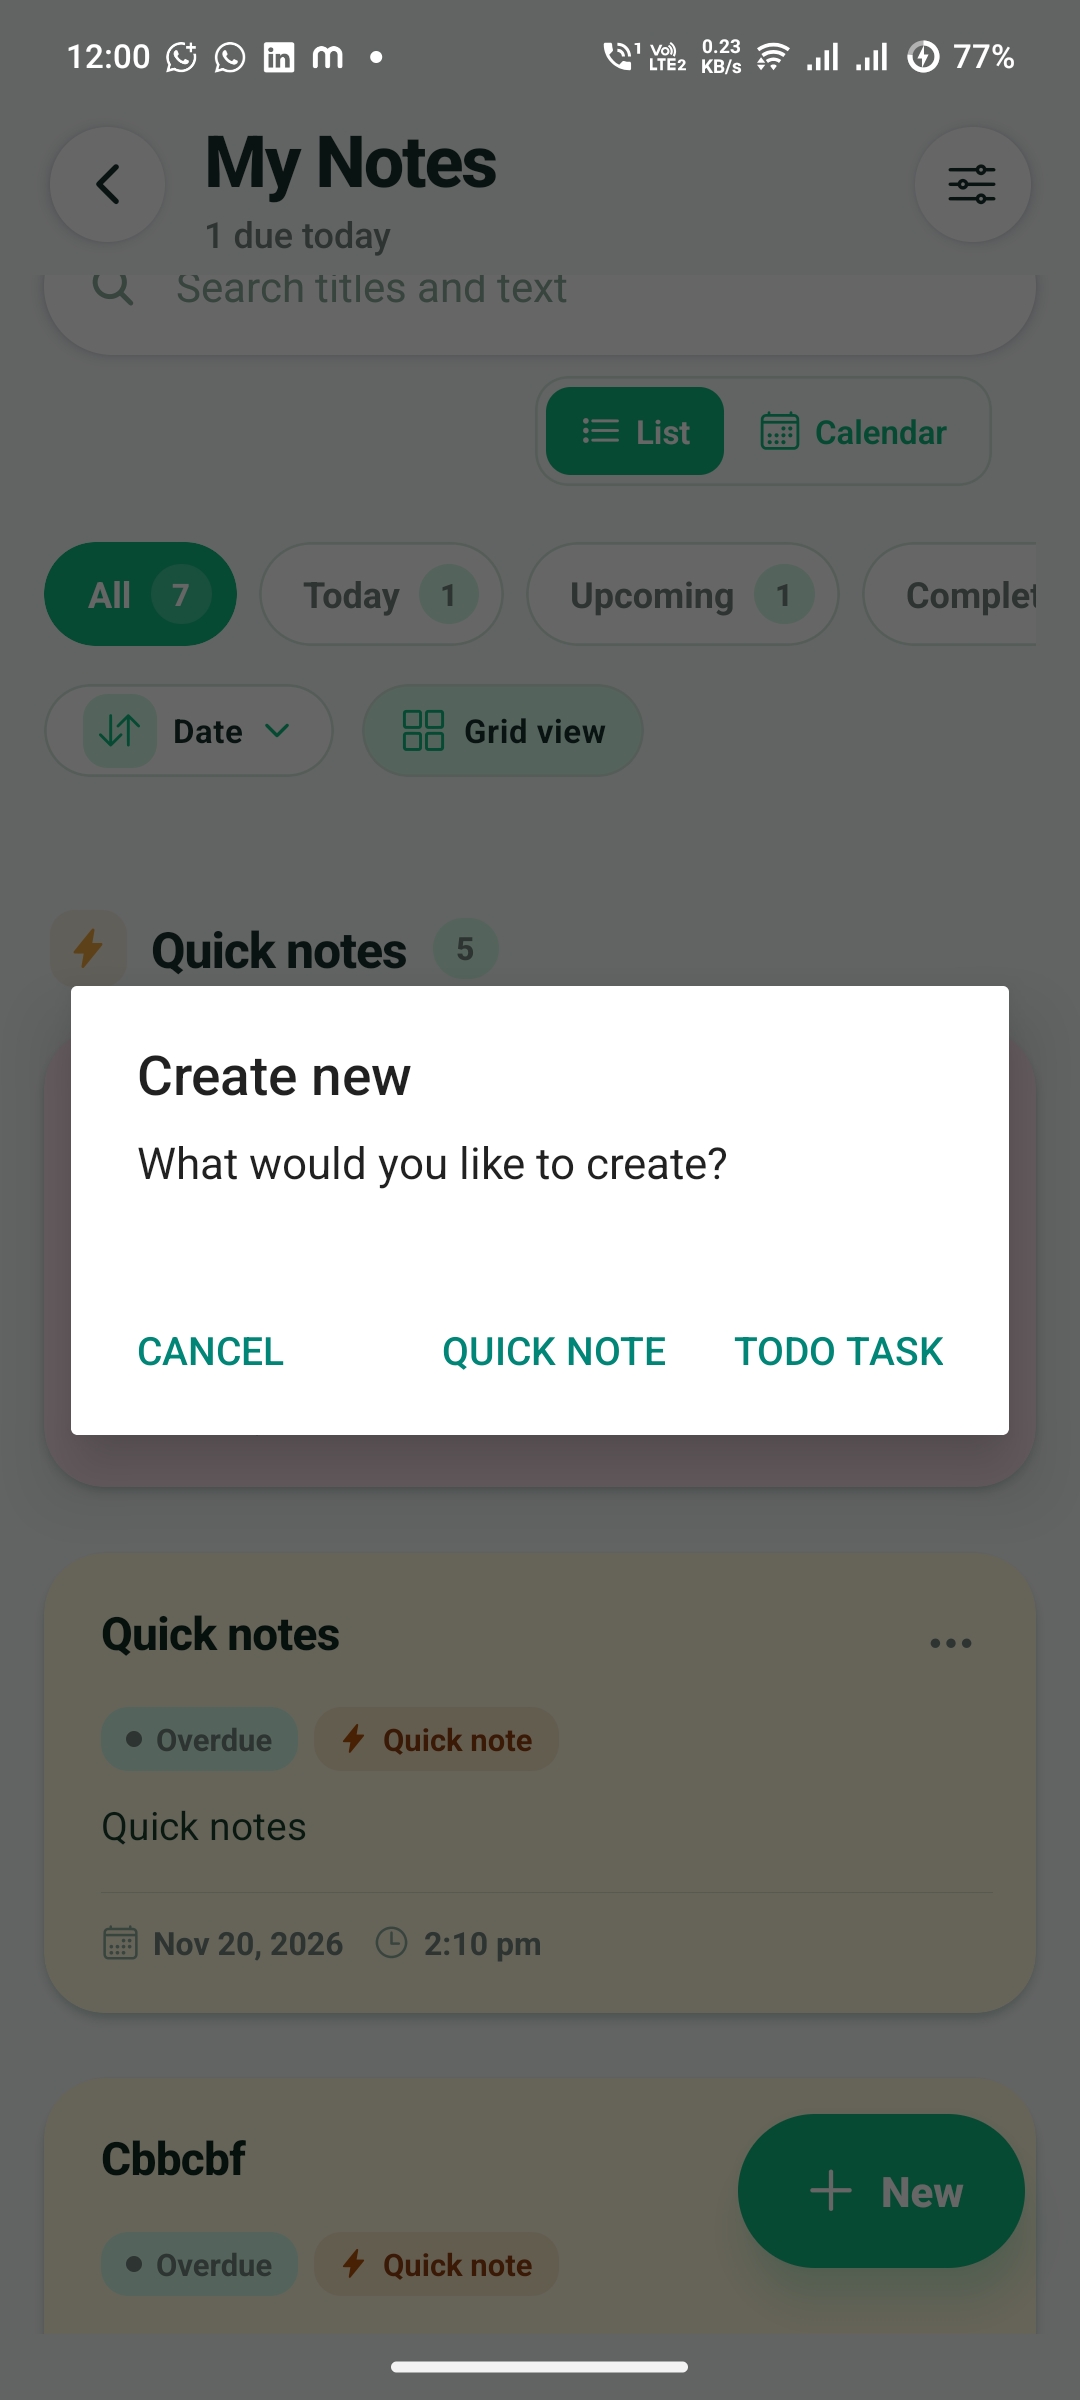 12:00
1 Vo)) LTE2 0.23 KB/s 77%
My Notes
1 due today
Search titles and text
List Calendar
All 7 Today 1 Upcoming 1 Complet
Date Grid view
Quick notes 5
Create new
What would you like to create?
CANCEL QUICK NOTE TODO TASK
Quick notes
Overdue Quick note
Quick notes
Nov 20, 2026 2:10 pm
Cbbcbf
New
Overdue Quick note